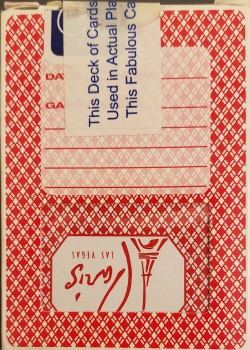 This Deck of Cards
Used in Actual Pla
This Fabulous Ca
DA
GA
Paris
LAS VEGAS